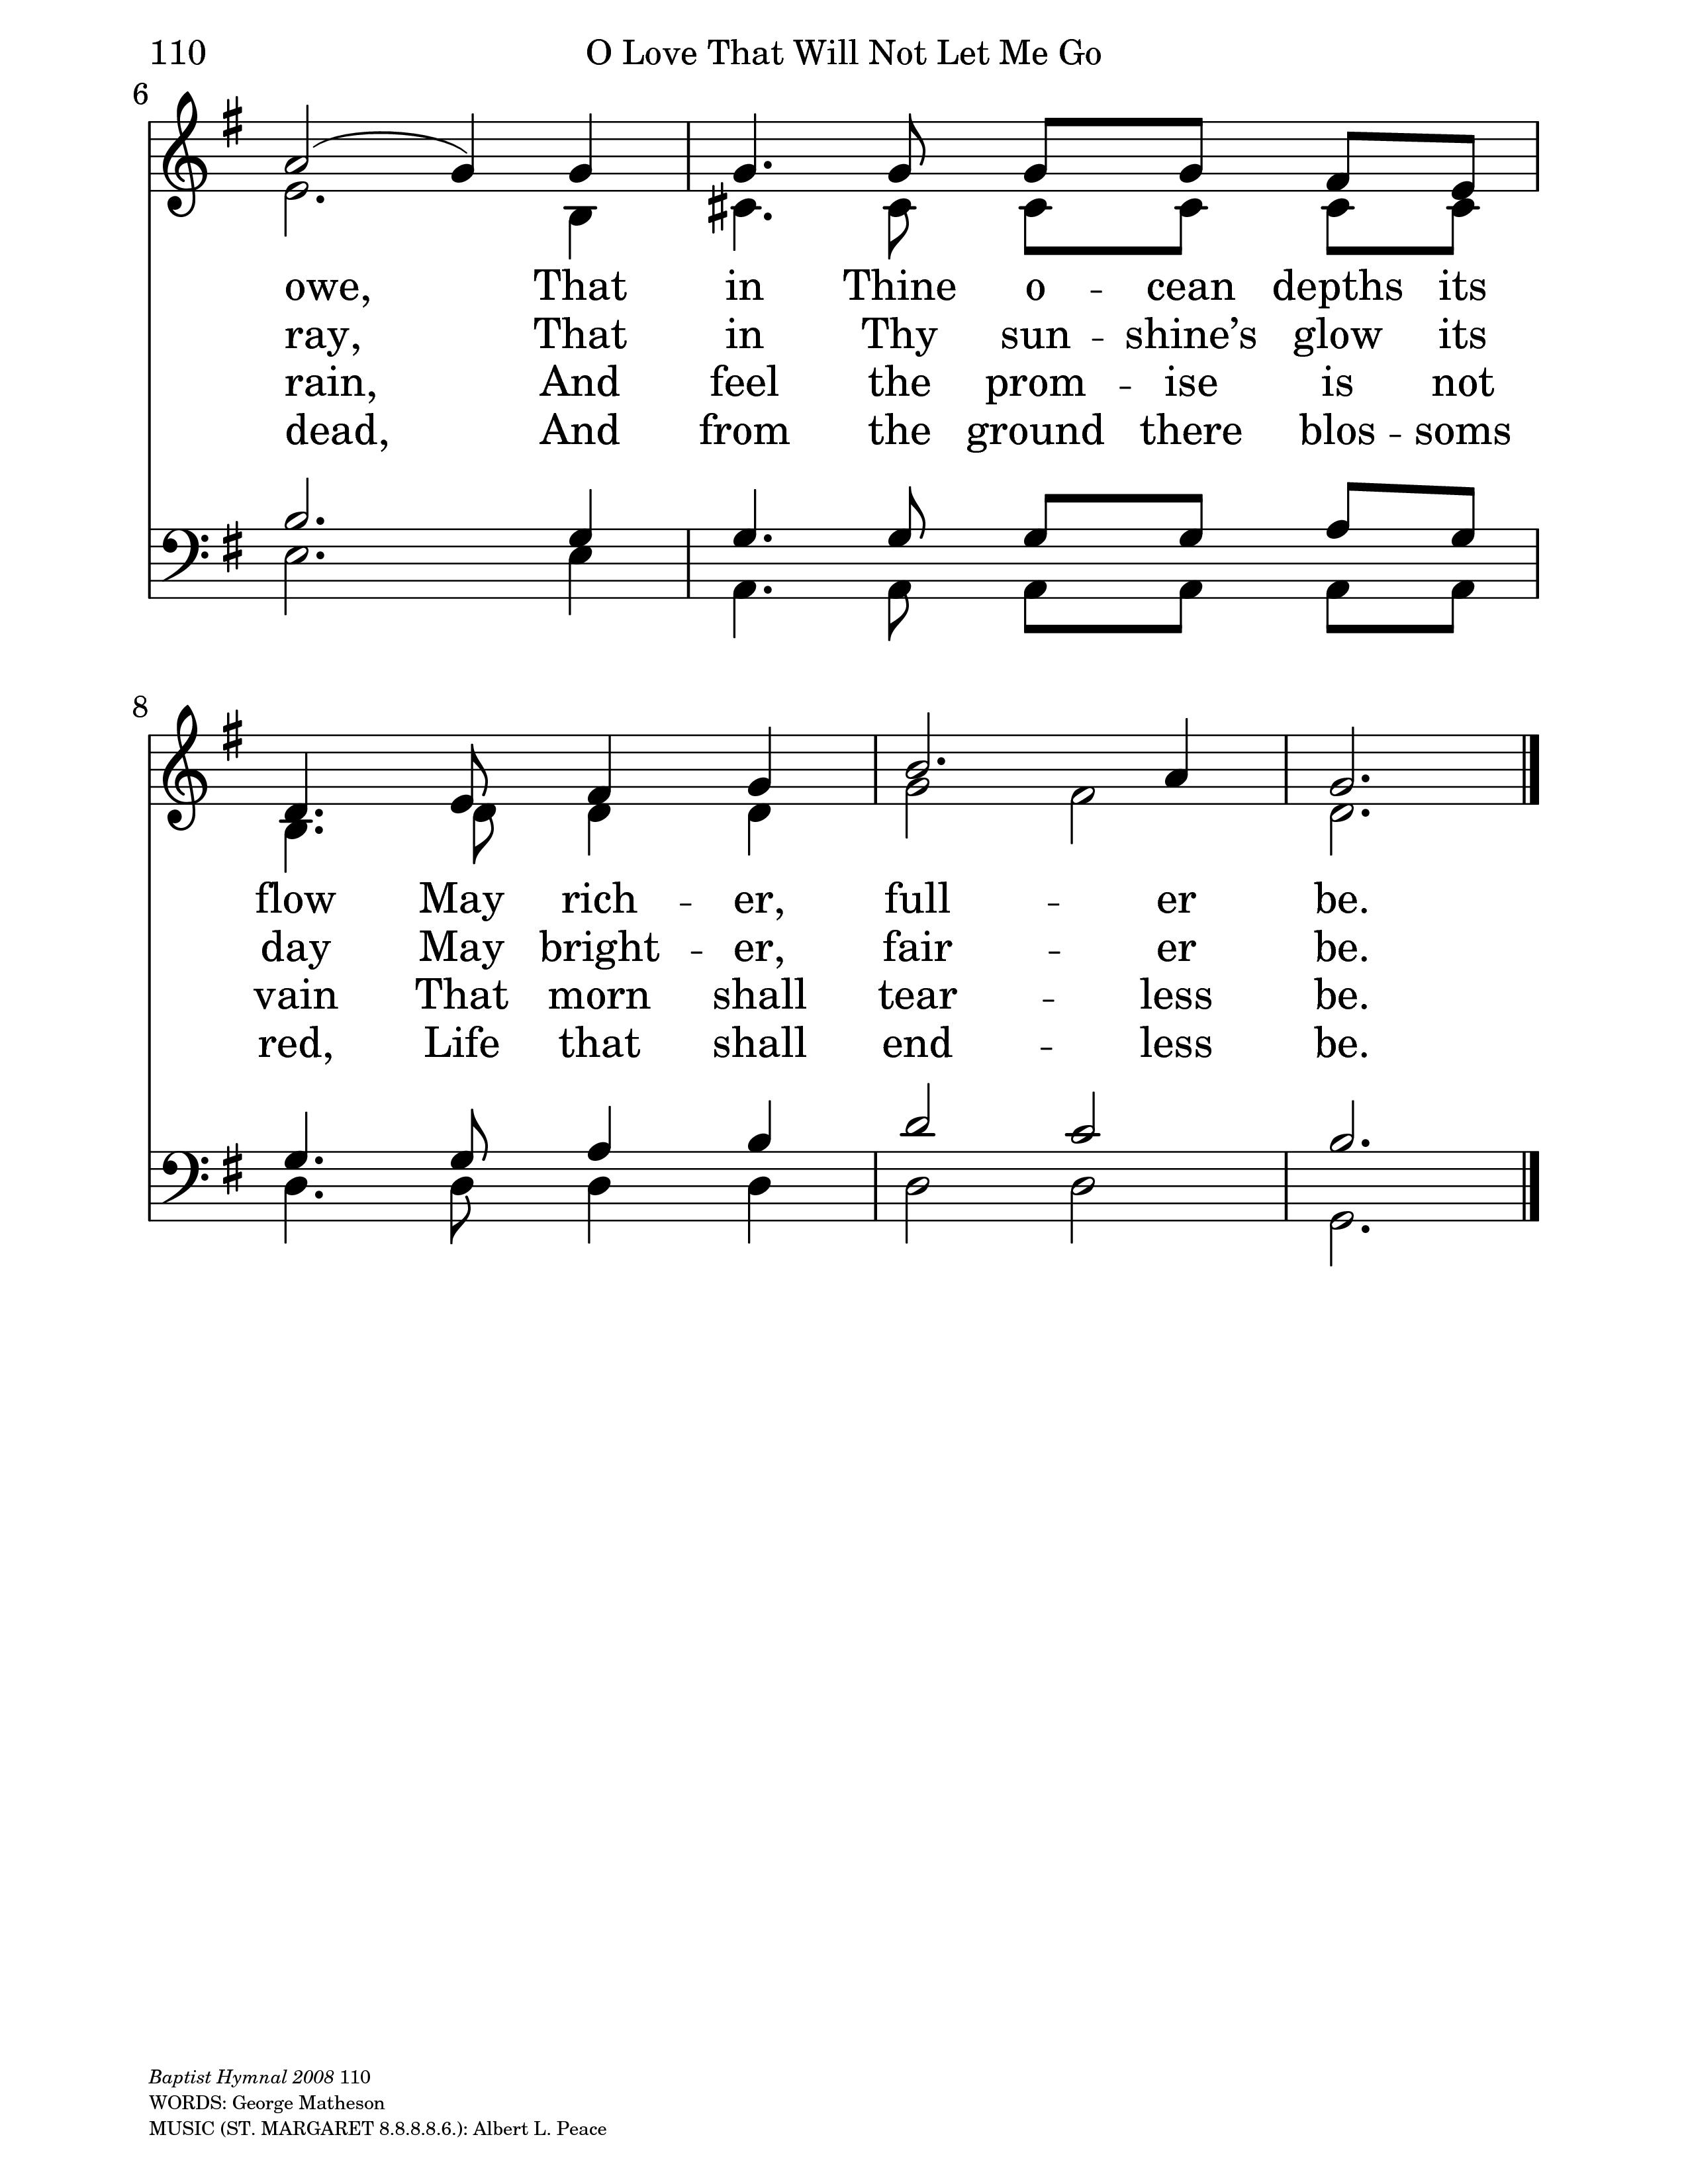 110 O Love That Will Not Let Me Go
6
owe, That in Thine o - cean depths its
ray, That in Thy sun - shine’s glow its
rain, And feel the prom - ise is not
dead, And from the ground there blos - soms
8
flow May rich - er, full - er be.
day May bright - er, fair - er be.
vain That morn shall tear - less be.
red, Life that shall end - less be.
Baptist Hymnal 2008 110
WORDS: George Matheson
MUSIC (ST. MARGARET 8.8.8.8.6.): Albert L. Peace